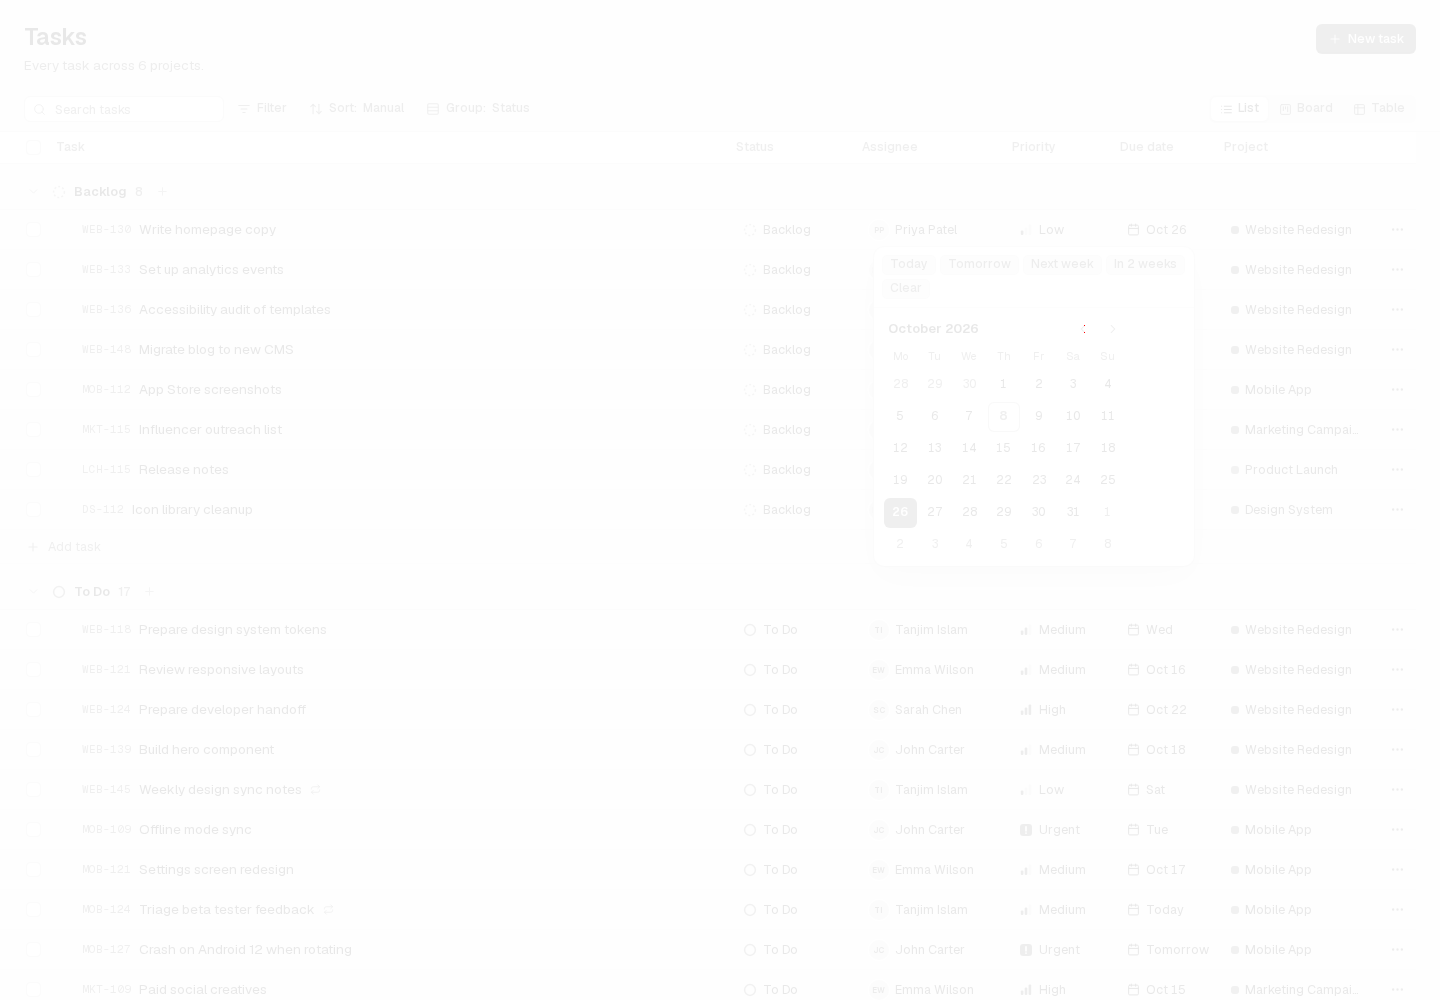 Tasks
New task
Every task across 6 projects.
Search tasks
Filter
Sort: Manual
Group: Status
List
Board
Table
Task Status Assignee Priority Due date Project
Backlog 8
WEB-130 Write homepage copy Backlog PP Priya Patel Low Oct 26 Website Redesign
WEB-133 Set up analytics events Backlog Website Redesign
WEB-136 Accessibility audit of templates Backlog Website Redesign
WEB-148 Migrate blog to new CMS Backlog Website Redesign
MOB-112 App Store screenshots Backlog Mobile App
MKT-115 Influencer outreach list Backlog Marketing Campai...
Release notes Backlog Product Launch
DS-112 Icon library cleanup Backlog Design System
Add task
Today Tomorrow Next week In 2 weeks
Clear
October 2026
Mo Tu We Th Fr Sa Su
28 29 30 1 2 3 4
5 6 7 8 9 10 11
12 13 14 15 16 17 18
19 20 21 22 23 24 25
26 27 28 29 30 31 1
2 3 4 5 6 7 8
To Do 17
WEB-118 Prepare design system tokens To Do TI Tanjim Islam Medium Wed Website Redesign
WEB-121 Review responsive layouts To Do EW Emma Wilson Medium Oct 16 Website Redesign
WEB-124 Prepare developer handoff To Do SC Sarah Chen High Oct 22 Website Redesign
WEB-139 Build hero component To Do JC John Carter Medium Oct 18 Website Redesign
WEB-145 Weekly design sync notes To Do TI Tanjim Islam Low Sat Website Redesign
MOB-109 Offline mode sync To Do JC John Carter Urgent Tue Mobile App
MOB-121 Settings screen redesign To Do EW Emma Wilson Medium Oct 17 Mobile App
MOB-124 Triage beta tester feedback To Do TI Tanjim Islam Medium Today Mobile App
MOB-127 Crash on Android 12 when rotating To Do JC John Carter Urgent Tomorrow Mobile App
MKT-109 Paid social creatives To Do EW Emma Wilson High Oct 15 Marketing Campai...